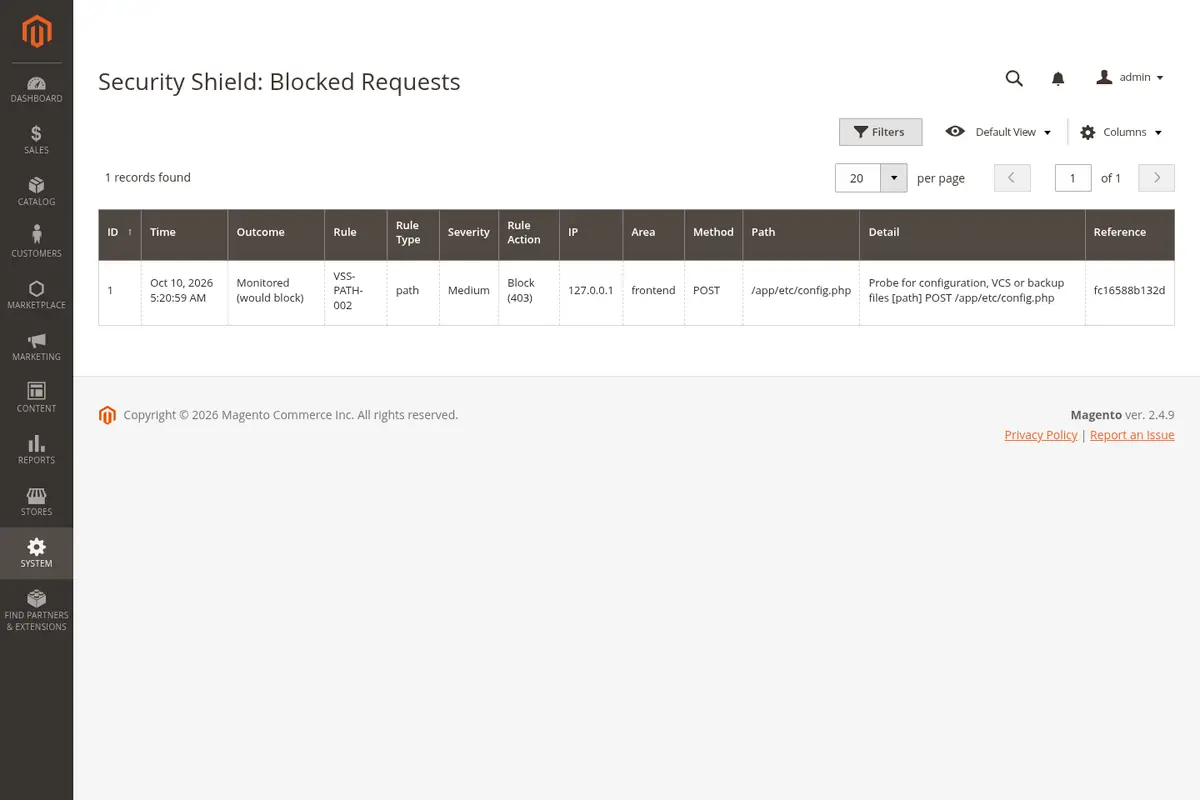 DASHBOARD
SALES
CATALOG
CUSTOMERS
MARKETPLACE
MARKETING
CONTENT
REPORTS
STORES
SYSTEM
FIND PARTNERS
& EXTENSIONS
Security Shield: Blocked Requests
admin
Filters
Default View
Columns
1 records found
20
per page
1
of 1
ID ↑
Time
Outcome
Rule
Rule
Type
Severity
Rule
Action
IP
Area
Method
Path
Detail
Reference
1
Oct 10, 2026
5:20:59 AM
Monitored
(would block)
VSS-
PATH-
002
path
Medium
Block
(403)
127.0.0.1
frontend
POST
/app/etc/config.php
Probe for configuration, VCS or backup
files [path] POST /app/etc/config.php
fc16588b132d
Copyright © 2026 Magento Commerce Inc. All rights reserved.
Magento ver. 2.4.9
Privacy Policy | Report an Issue